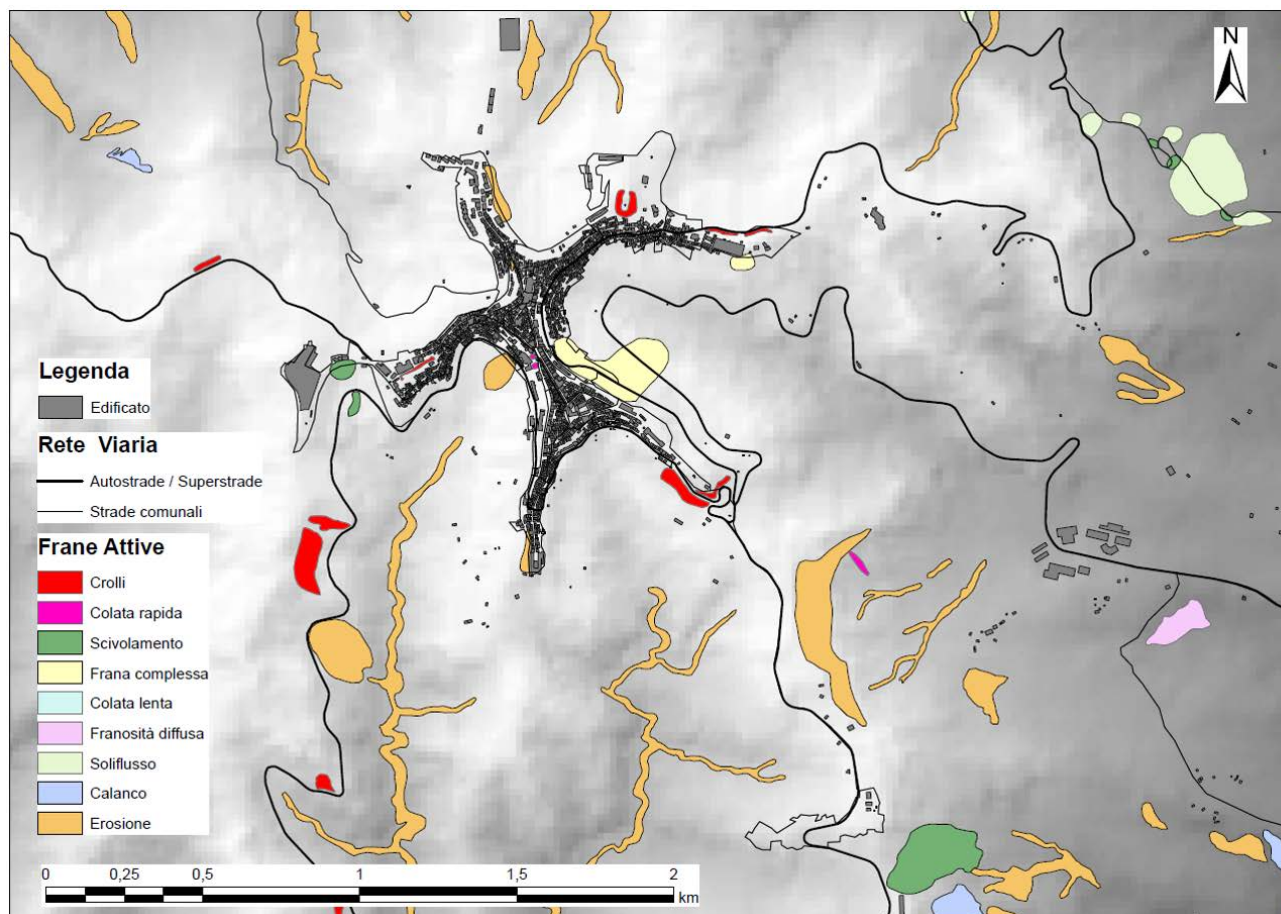 N
Legenda
Edificato
Rete Viaria
Autostrade / Superstrade
Strade comunali
Frane Attive
Crolli
Colata rapida
Scivolamento
Frana complessa
Colata lenta
Franosità diffusa
Soliflusso
Calanco
Erosione
0 0,25 0,5 1 1,5 2
km